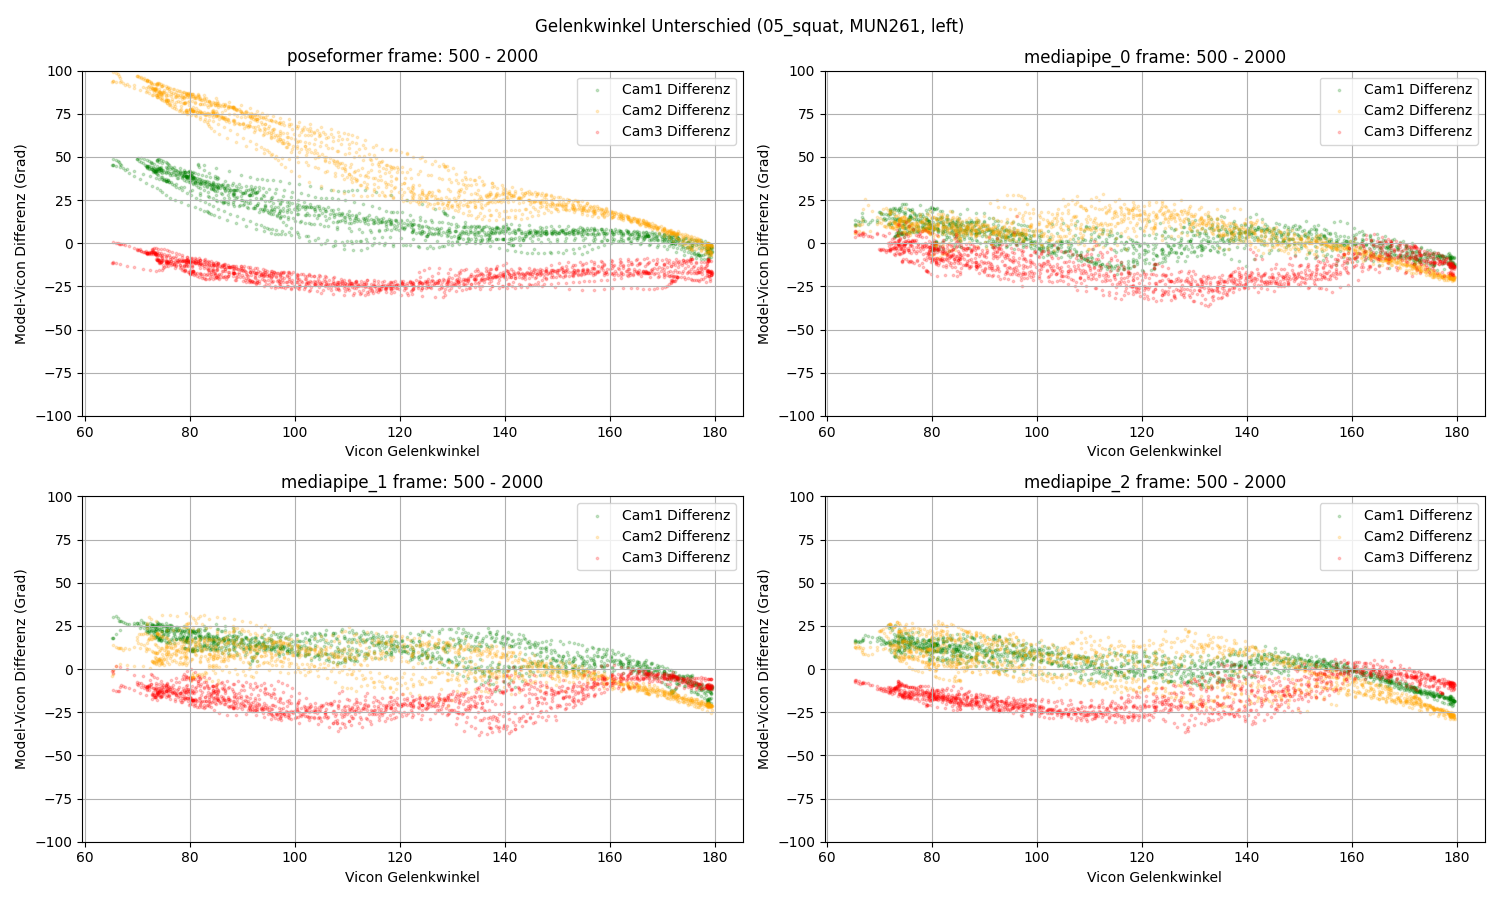 Gelenkwinkel Unterschied (05_squat, MUN261, left)
poseformer frame: 500 - 2000
Cam1 Differenz
Cam2 Differenz
Cam3 Differenz
Model-Vicon Differenz (Grad)
100
75
50
25
0
−25
−50
−75
−100
60 80 100 120 140 160 180
Vicon Gelenkwinkel
mediapipe_0 frame: 500 - 2000
Cam1 Differenz
Cam2 Differenz
Cam3 Differenz
Model-Vicon Differenz (Grad)
100
75
50
25
0
−25
−50
−75
−100
60 80 100 120 140 160 180
Vicon Gelenkwinkel
mediapipe_1 frame: 500 - 2000
Cam1 Differenz
Cam2 Differenz
Cam3 Differenz
Model-Vicon Differenz (Grad)
100
75
50
25
0
−25
−50
−75
−100
60 80 100 120 140 160 180
Vicon Gelenkwinkel
mediapipe_2 frame: 500 - 2000
Cam1 Differenz
Cam2 Differenz
Cam3 Differenz
Model-Vicon Differenz (Grad)
100
75
50
25
0
−25
−50
−75
−100
60 80 100 120 140 160 180
Vicon Gelenkwinkel